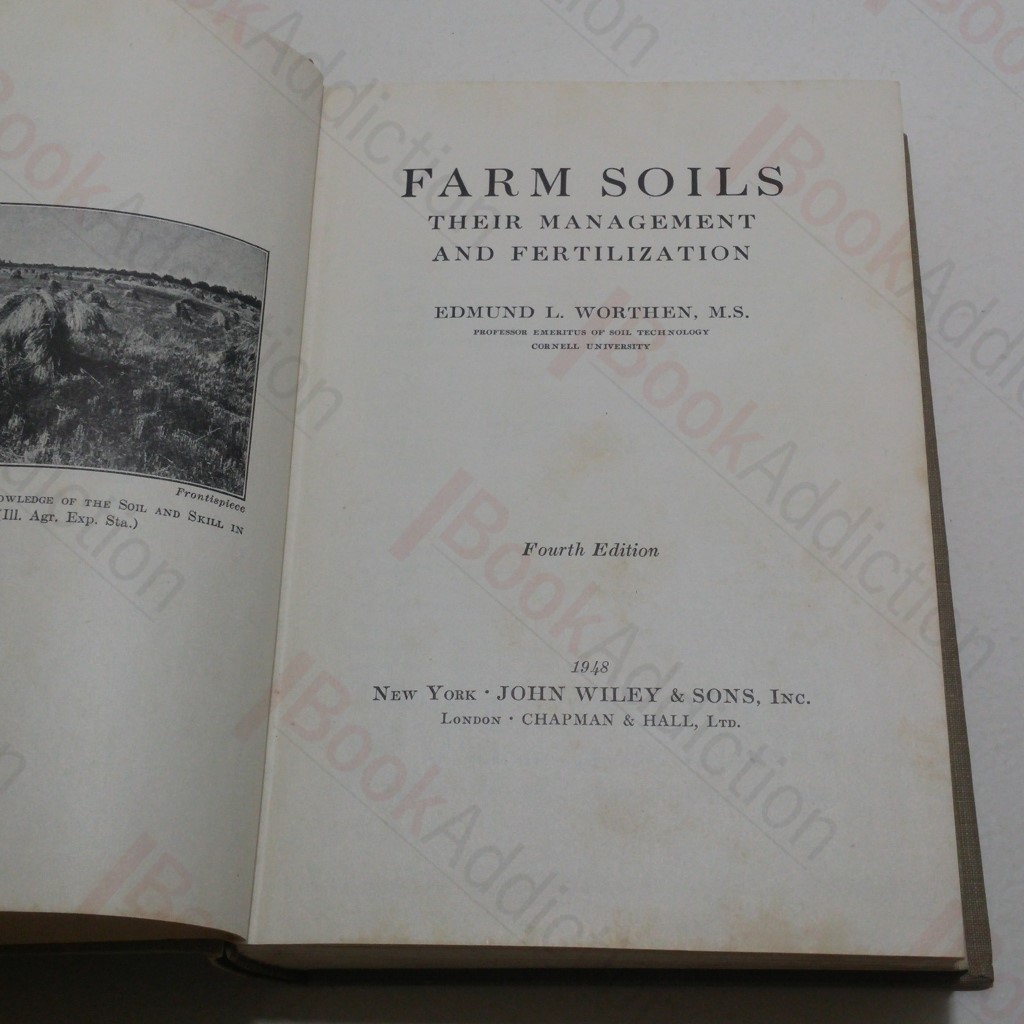 Frontispiece
OWLEDGE OF THE SOIL AND SKILL IN
Ill. Agr. Exp. Sta.)
FARM SOILS
THEIR MANAGEMENT
AND FERTILIZATION
EDMUND L. WORTHEN, M.S.
PROFESSOR EMERITUS OF SOIL TECHNOLOGY
CORNELL UNIVERSITY
Fourth Edition
1948
NEW YORK · JOHN WILEY & SONS, INC.
LONDON · CHAPMAN & HALL, LTD.
BookAddiction